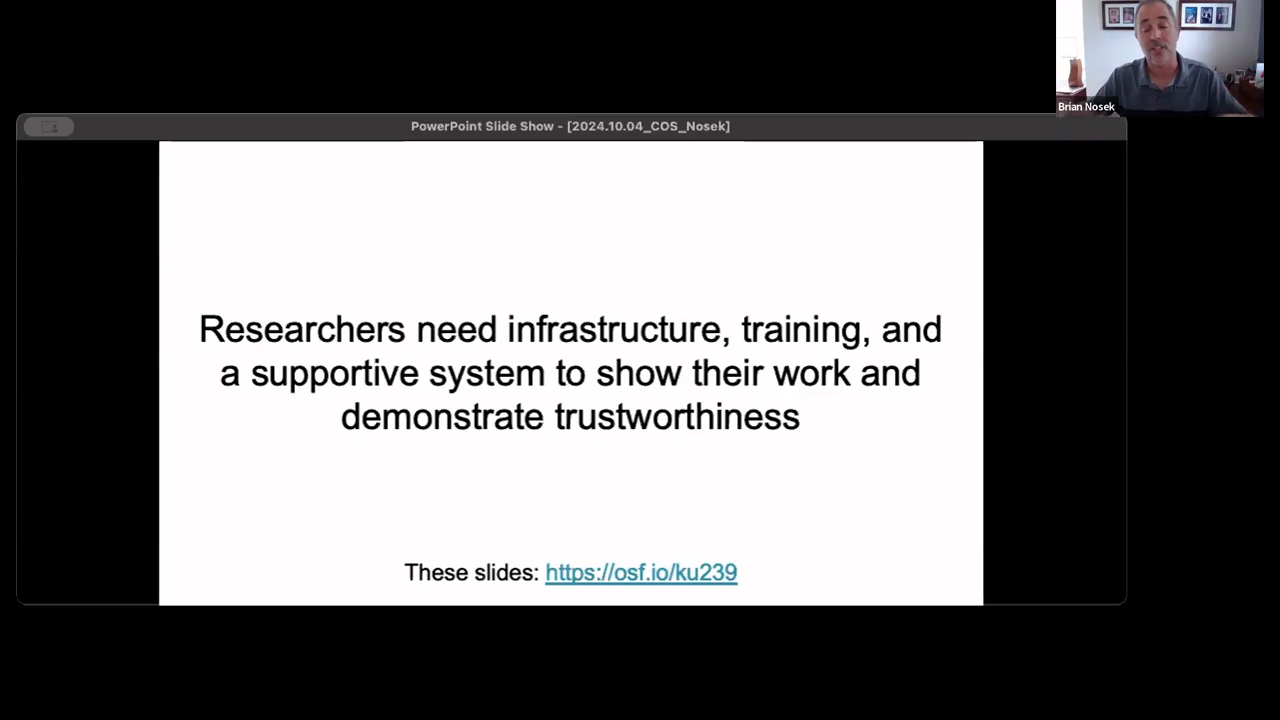 Brian Nosek
PowerPoint Slide Show - [2024.10.04_COS_Nosek]
Researchers need infrastructure, training, and
a supportive system to show their work and
demonstrate trustworthiness
These slides: https://osf.io/ku239